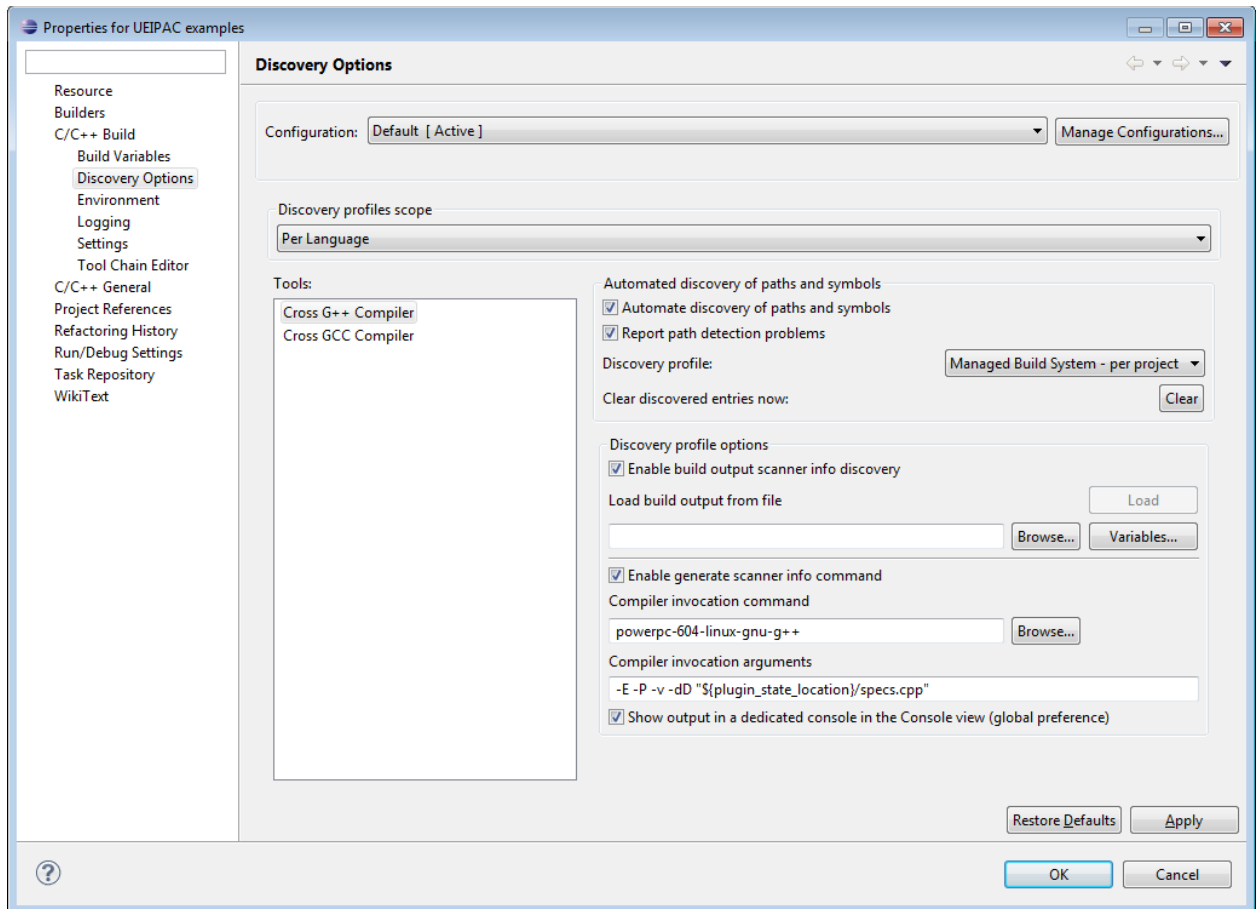 Properties for UEIPAC examples
Resource
Builders
C/C++ Build
Build Variables
Discovery Options
Environment
Logging
Settings
Tool Chain Editor
C/C++ General
Project References
Refactoring History
Run/Debug Settings
Task Repository
WikiText
Discovery Options
Configuration: Default [ Active ] Manage Configurations...
Discovery profiles scope
Per Language
Tools:
Cross G++ Compiler
Cross GCC Compiler
Automated discovery of paths and symbols
Automate discovery of paths and symbols
Report path detection problems
Discovery profile: Managed Build System - per project
Clear discovered entries now: Clear
Discovery profile options
Enable build output scanner info discovery
Load build output from file Load
Browse... Variables...
Enable generate scanner info command
Compiler invocation command
powerpc-604-linux-gnu-g++ Browse...
Compiler invocation arguments
-E -P -v -dD "${plugin_state_location}/specs.cpp"
Show output in a dedicated console in the Console view (global preference)
Restore Defaults Apply
? OK Cancel